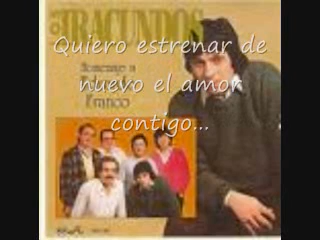 IRACUNDOS
Quiero estrenar de
Homenaje a
nuevo el amor
Franco
contigo...